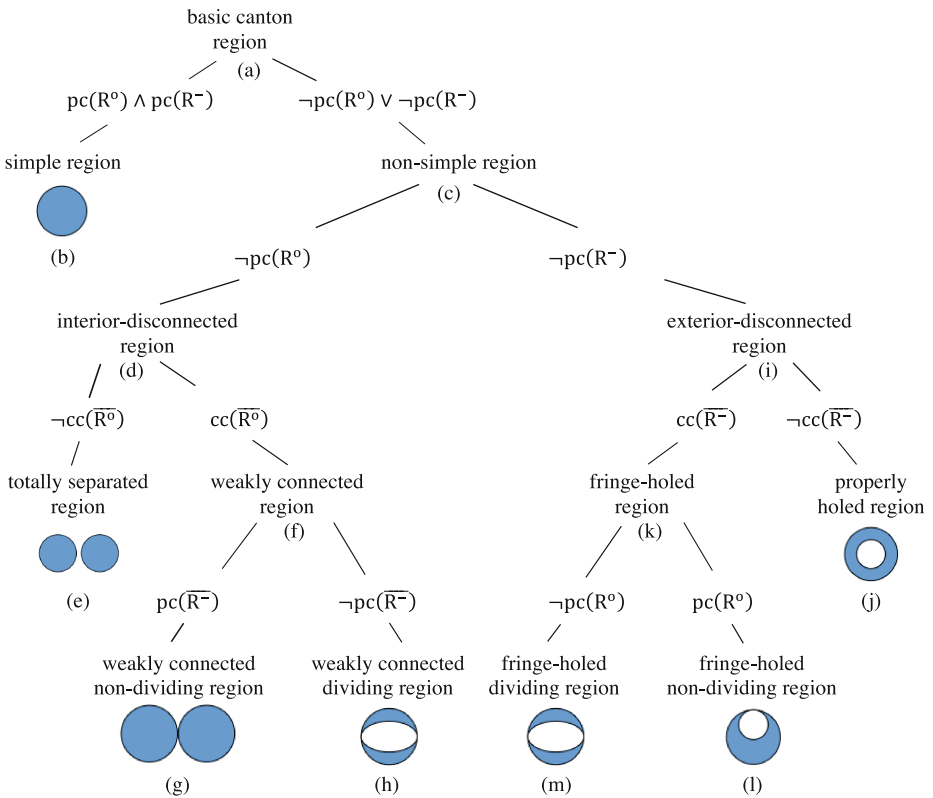 basic canton
region
(a)
pc(R°) ∧ pc(R⁻)
¬pc(R°) ∨ ¬pc(R⁻)
simple region
non-simple region
(c)
(b)
¬pc(R°)
¬pc(R⁻)
interior-disconnected
region
(d)
exterior-disconnected
region
(i)
¬cc(R̅°̅)
cc(R̅°̅)
cc(R̅⁻̅)
¬cc(R̅⁻̅)
totally separated
region
weakly connected
region
(f)
fringe-holed
region
(k)
properly
holed region
(e)
pc(R̅⁻̅)
¬pc(R̅⁻̅)
¬pc(R°)
pc(R°)
(j)
weakly connected
non-dividing region
weakly connected
dividing region
fringe-holed
dividing region
fringe-holed
non-dividing region
(g)
(h)
(m)
(l)